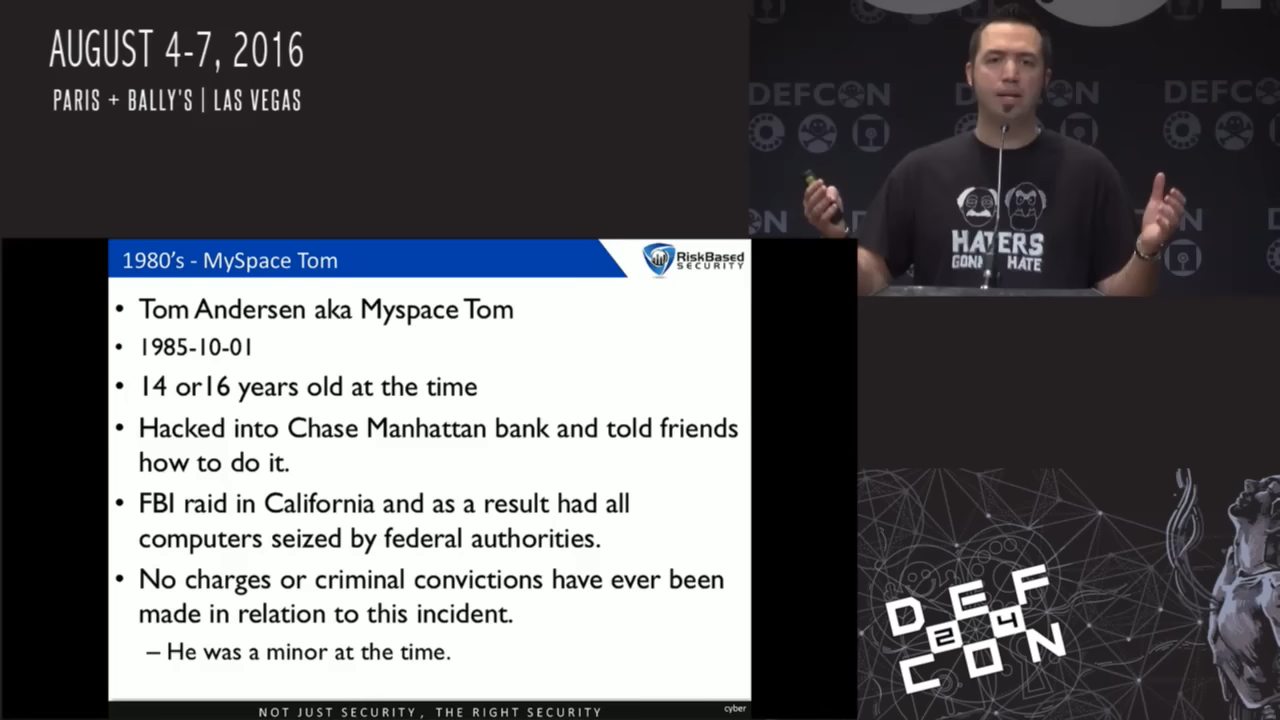 AUGUST 4-7, 2016
PARIS + BALLY'S | LAS VEGAS
DEFCON
DEFCON
HATERS
GONNA HATE
1980's - MySpace Tom
RiskBased
SECURITY
• Tom Andersen aka Myspace Tom
• 1985-10-01
• 14 or16 years old at the time
• Hacked into Chase Manhattan bank and told friends
how to do it.
• FBI raid in California and as a result had all
computers seized by federal authorities.
• No charges or criminal convictions have ever been
made in relation to this incident.
– He was a minor at the time.
NOT JUST SECURITY, THE RIGHT SECURITY
cyber
DEF
24
CON